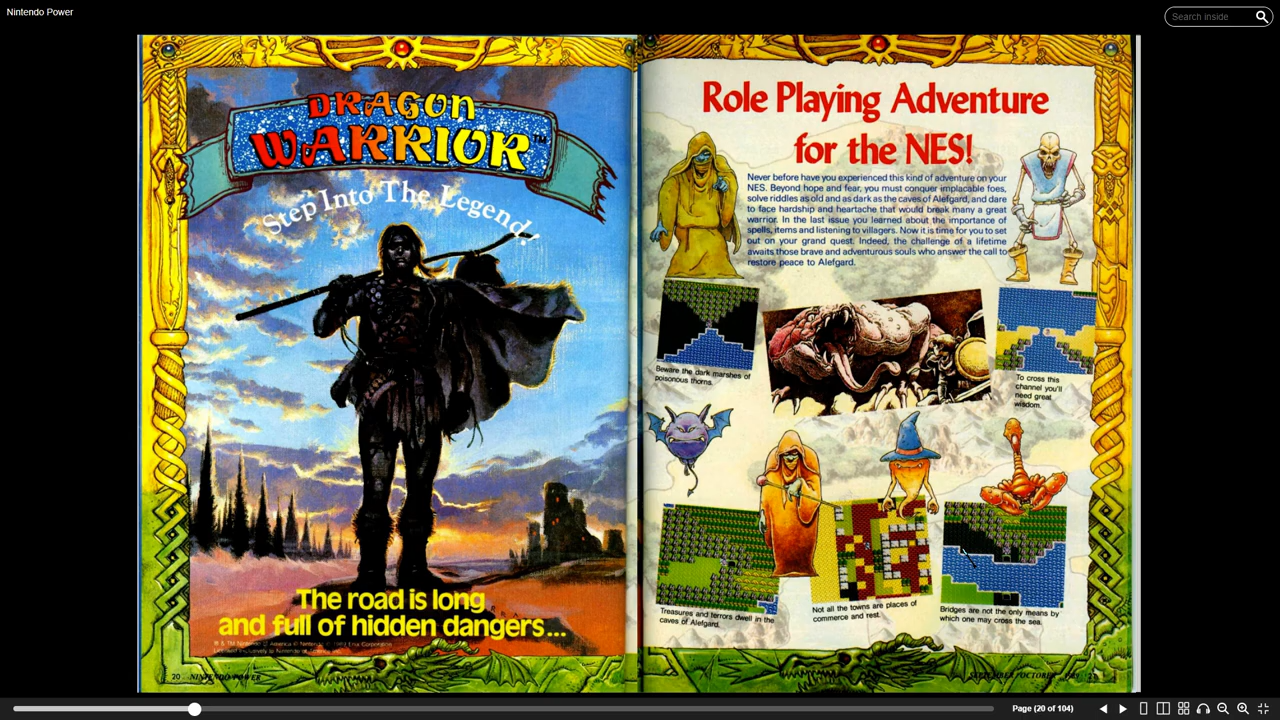 Nintendo Power
Search inside
DRAGON
WARRIOR™
Step Into The Legend!
The road is long
and full of hidden dangers...
20 NINTENDO POWER
Role Playing Adventure
for the NES!
Never before have you experienced this kind of adventure on your
NES. Beyond hope and fear, you must conquer implacable foes,
solve riddles as old and as dark as the caves of Alefgard, and dare
to face hardship and heartache that would break many a great
warrior. In the last issue you learned about the importance of
spells, items and listening to villagers. Now it is time for you to set
out on your grand quest. Indeed, the challenge of a lifetime
awaits those brave and adventurous souls who answer the call to
restore peace to Alefgard.
Beware the dark marshes of
poisonous thorns.
To cross this
channel you'll
need great
wisdom.
Treasures and terrors dwell in the
caves of Alefgard.
Not all the towns are places of
commerce and rest.
Bridges are not the only means by
which one may cross the sea.
SEPTEMBER/OCTOBER 1989 21
Page (20 of 104)